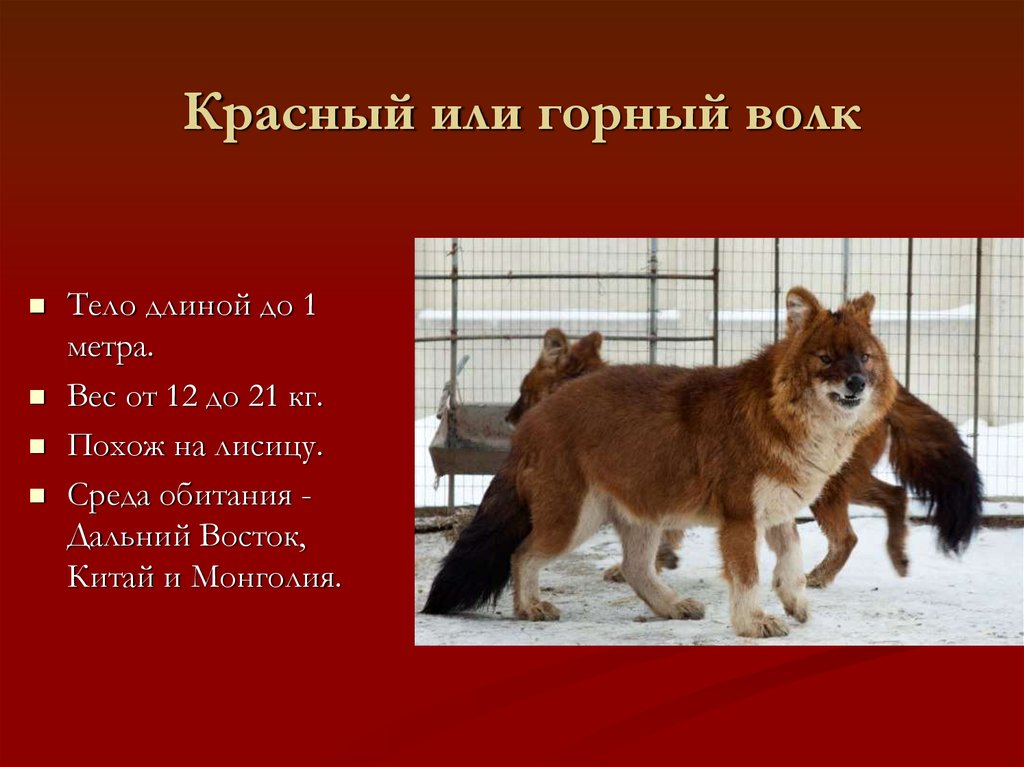 Красный или горный волк
Тело длиной до 1
метра.
Вес от 12 до 21 кг.
Похож на лисицу.
Среда обитания -
Дальний Восток,
Китай и Монголия.